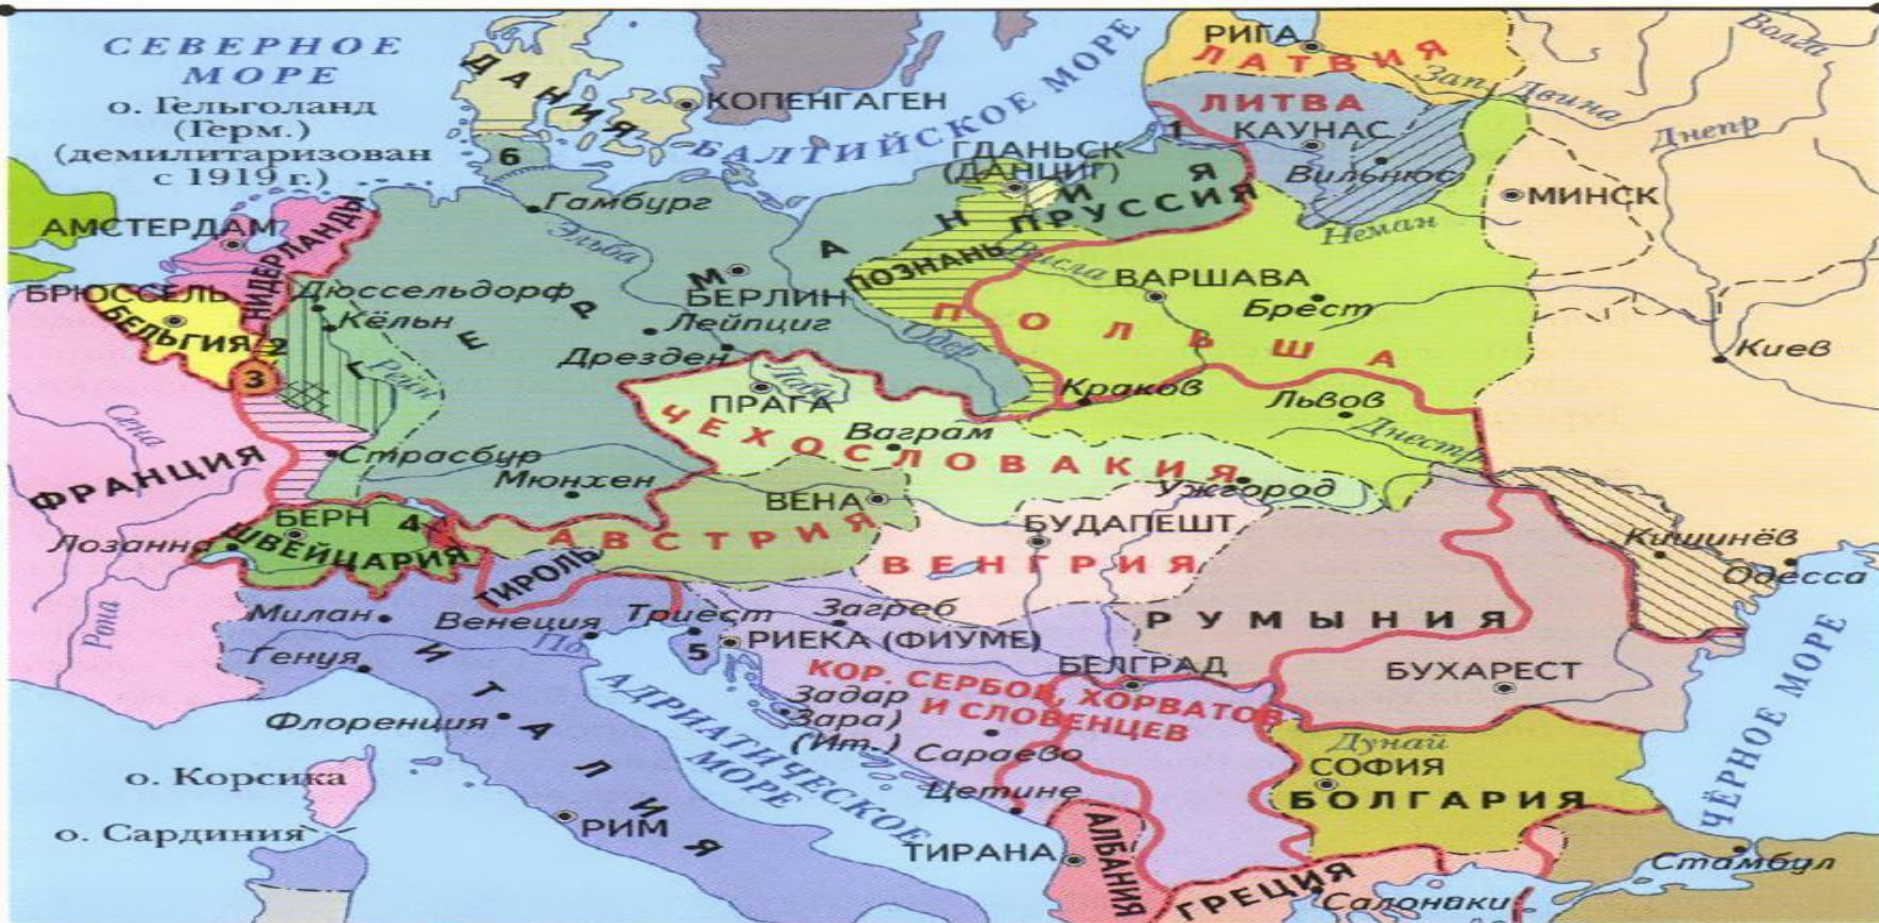 СЕВЕРНОЕ
МОРЕ
о. Гельголанд
(Герм.)
(демилитаризован
с 1919 г.)
ДАНИЯ
КОПЕНГАГЕН
БАЛТИЙСКОЕ МОРЕ
РИГА
ЛАТВИЯ
Зап. Двина
Волга
Днепр
ЛИТВА
1
КАУНАС
Вильнюс
МИНСК
Неман
6
ГДАНЬСК
(ДАНЦИГ)
ПРУССИЯ
Гамбург
Эльба
АМСТЕРДАМ
НИДЕРЛАНДЫ
ГЕРМАНИЯ
БЕРЛИН
ПОЗНАНЬ
Висла
ВАРШАВА
Брест
ПОЛЬША
БРЮССЕЛЬ
БЕЛЬГИЯ
2
3
Дюссельдорф
Кёльн
Рейн
Лейпциг
Дрезден
Одер
Киев
Краков
Львов
Днестр
ПРАГА
Лаба
ЧЕХОСЛОВАКИЯ
Ваграм
Ужгород
Сена
ФРАНЦИЯ
Страсбур
Мюнхен
ВЕНА
АВСТРИЯ
БУДАПЕШТ
ВЕНГРИЯ
Кишинёв
Одесса
БЕРН
4
ШВЕЙЦАРИЯ
Лозанна
ТИРОЛЬ
Рона
Милан
Венеция
Триест
Загреб
По
5
РИЕКА (ФИУМЕ)
РУМЫНИЯ
Генуя
БЕЛГРАД
БУХАРЕСТ
КОР. СЕРБОВ, ХОРВАТОВ
И СЛОВЕНЦЕВ
Задар
(Зара)
(Ит.)
Сараево
Флоренция
ИТАЛИЯ
АДРИАТИЧЕСКОЕ
МОРЕ
Дунай
СОФИЯ
БОЛГАРИЯ
ЧЁРНОЕ МОРЕ
о. Корсика
Цетине
о. Сардиния
РИМ
ТИРАНА
АЛБАНИЯ
ГРЕЦИЯ
Салоники
Стамбул